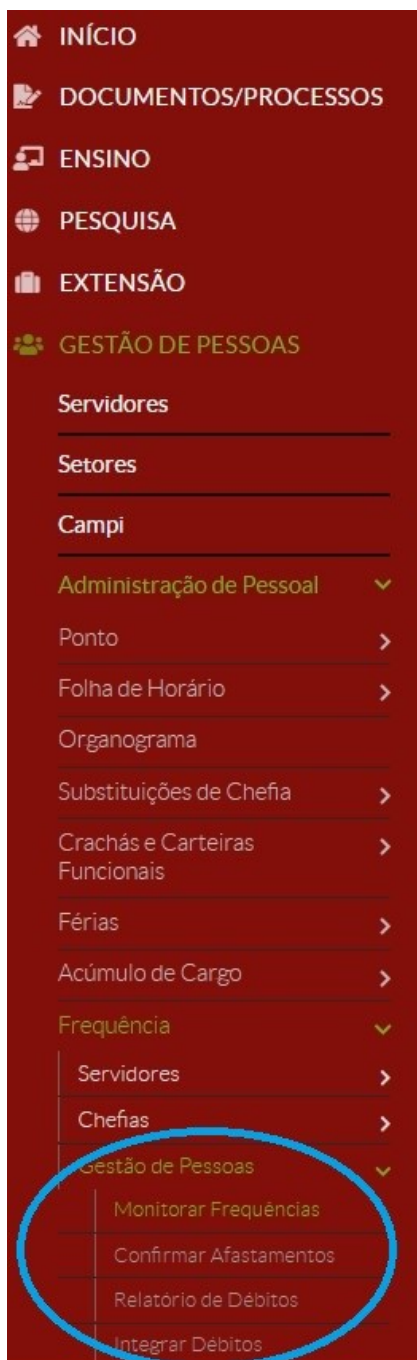 INÍCIO
DOCUMENTOS/PROCESSOS
ENSINO
PESQUISA
EXTENSÃO
GESTÃO DE PESSOAS
Servidores
Setores
Campi
Administração de Pessoal
Ponto
Folha de Horário
Organograma
Substituições de Chefia
Crachás e Carteiras
Funcionais
Férias
Acúmulo de Cargo
Frequência
Servidores
Chefias
Gestão de Pessoas
Monitorar Frequências
Confirmar Afastamentos
Relatório de Débitos
Integrar Débitos